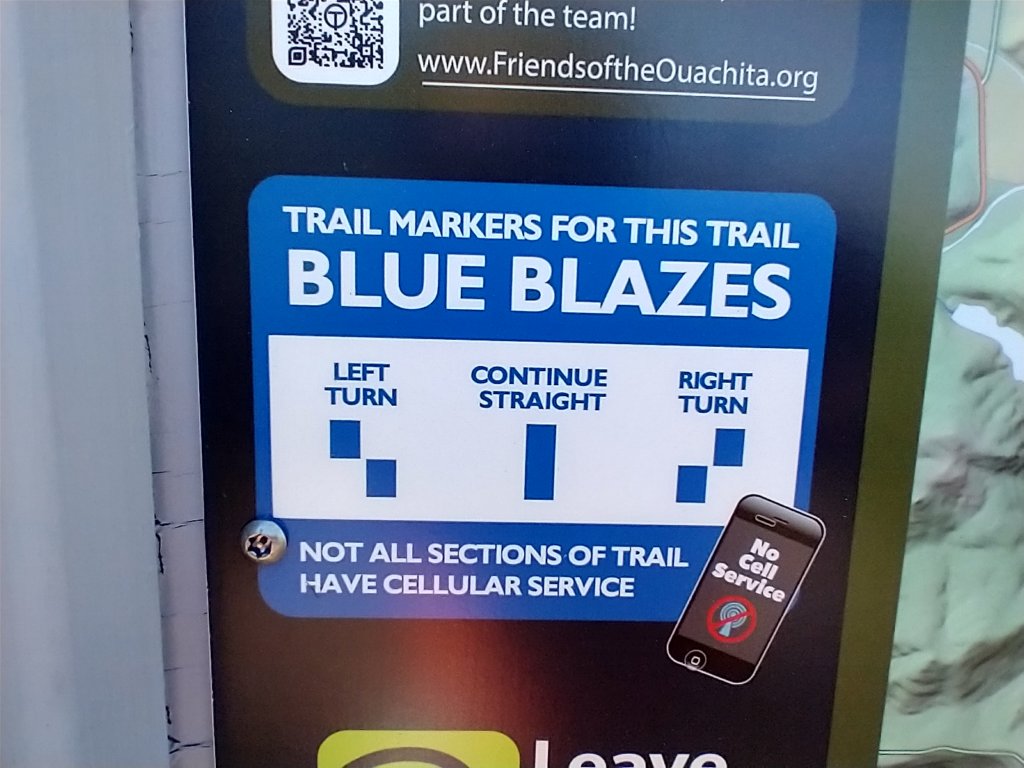 part of the team!
www.FriendsoftheOuachita.org
TRAIL MARKERS FOR THIS TRAIL
BLUE BLAZES
LEFT
TURN
CONTINUE
STRAIGHT
RIGHT
TURN
NOT ALL SECTIONS OF TRAIL
HAVE CELLULAR SERVICE
No
Cell
Service
Leave